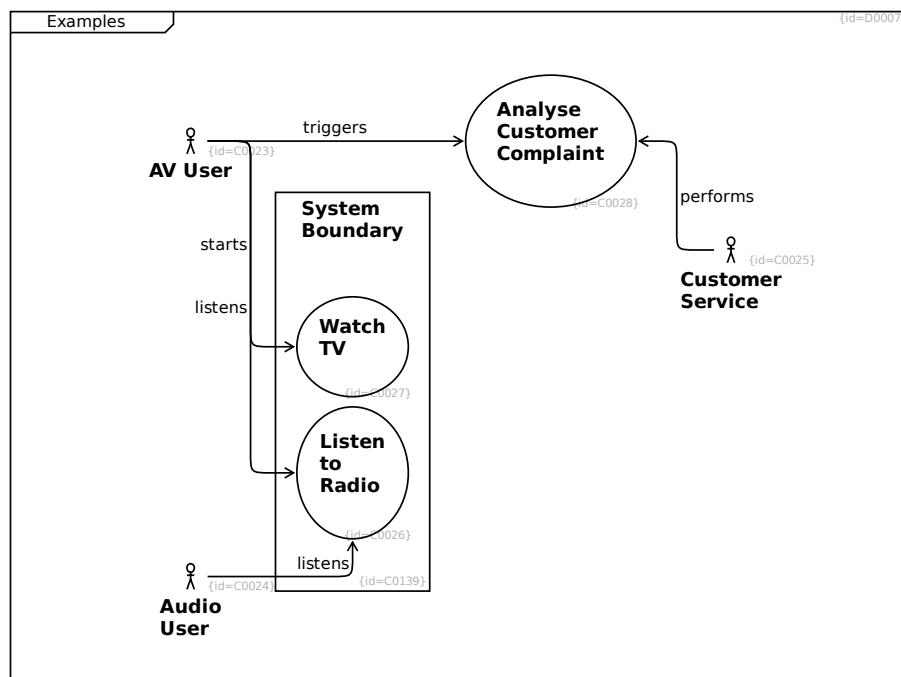 Examples
{id=D0007
triggers
Analyse
Customer
Complaint
{id=C0023}
AV User
{id=C0028}
performs
System
Boundary
starts
{id=C0025}
Customer
Service
listens
Watch
TV
{id=C0027}
Listen
to
Radio
{id=C0026}
listens
{id=C0024}
{id=C0139}
Audio
User